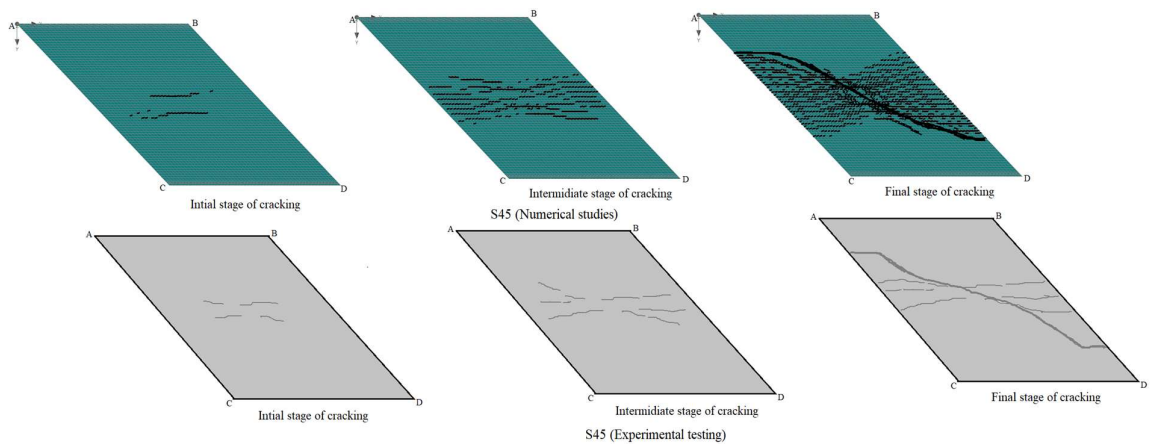 A
X
B
Y
C
D
Intial stage of cracking
A
X
B
Y
C
D
Intermidiate stage of cracking
A
X
B
Y
C
D
Final stage of cracking
S45 (Numerical studies)
A
B
C
D
Intial stage of cracking
A
B
C
D
Intermidiate stage of cracking
A
B
C
D
Final stage of cracking
S45 (Experimental testing)